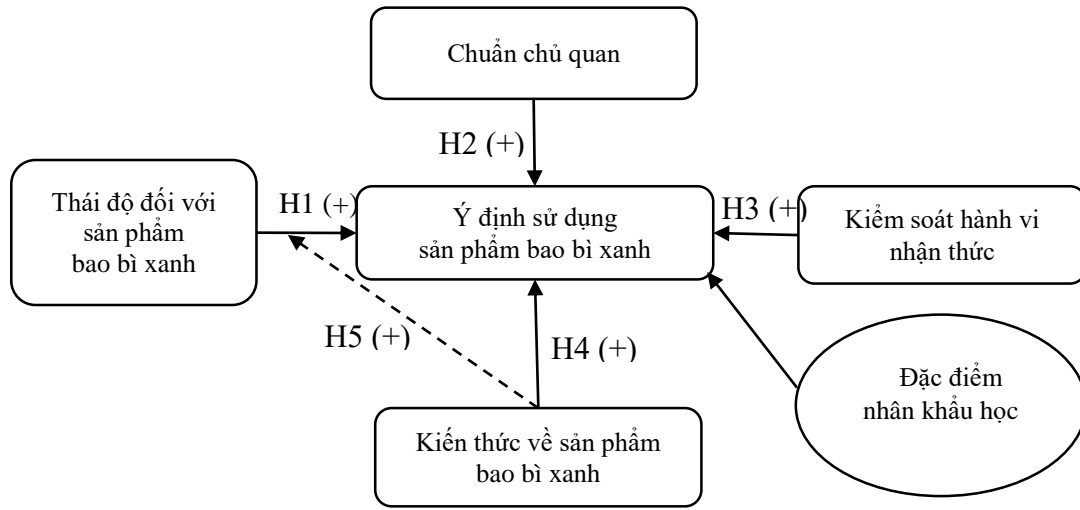 Chuẩn chủ quan
H2 (+)
Thái độ đối với
sản phẩm
bao bì xanh
H1 (+)
Ý định sử dụng
sản phẩm bao bì xanh
H3 (+)
Kiểm soát hành vi
nhận thức
H5 (+)
H4 (+)
Đặc điểm
nhân khẩu học
Kiến thức về sản phẩm
bao bì xanh